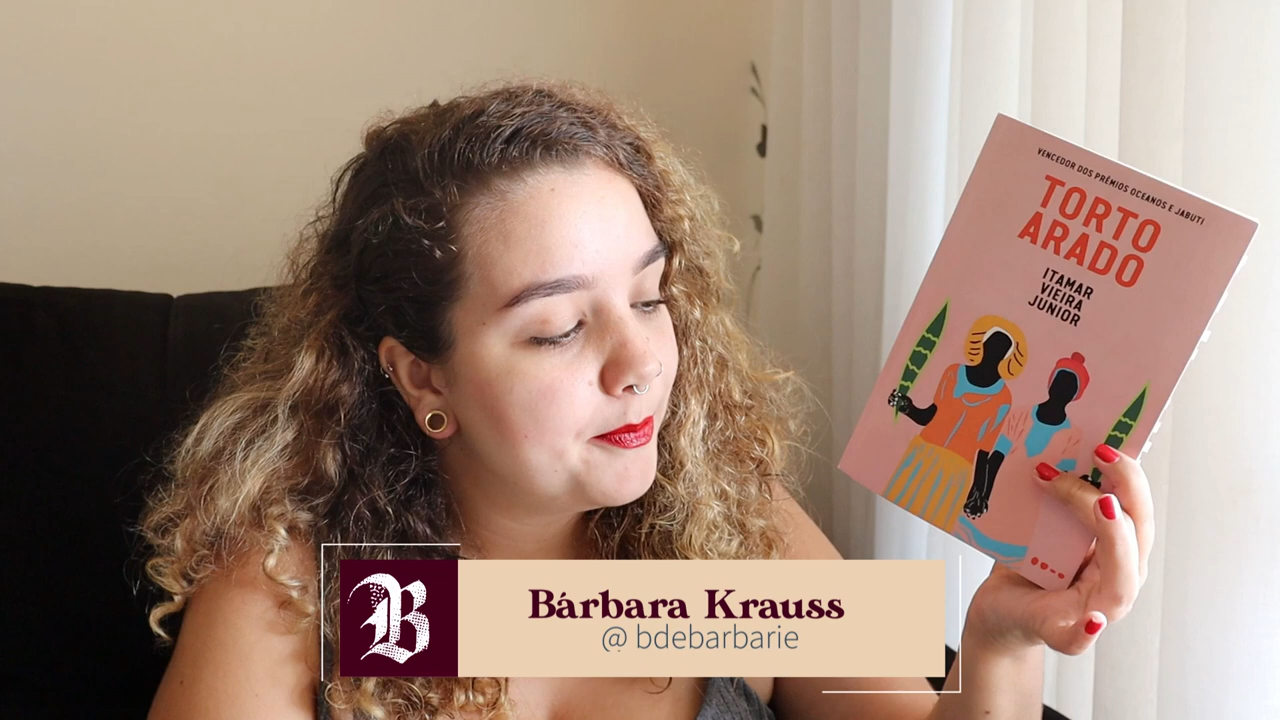 VENCEDOR DOS PRÊMIOS OCEANOS E JABUTI
TORTO
ARADO
ITAMAR
VIEIRA
JUNIOR
B
Bárbara Krauss
@ bdebarbarie